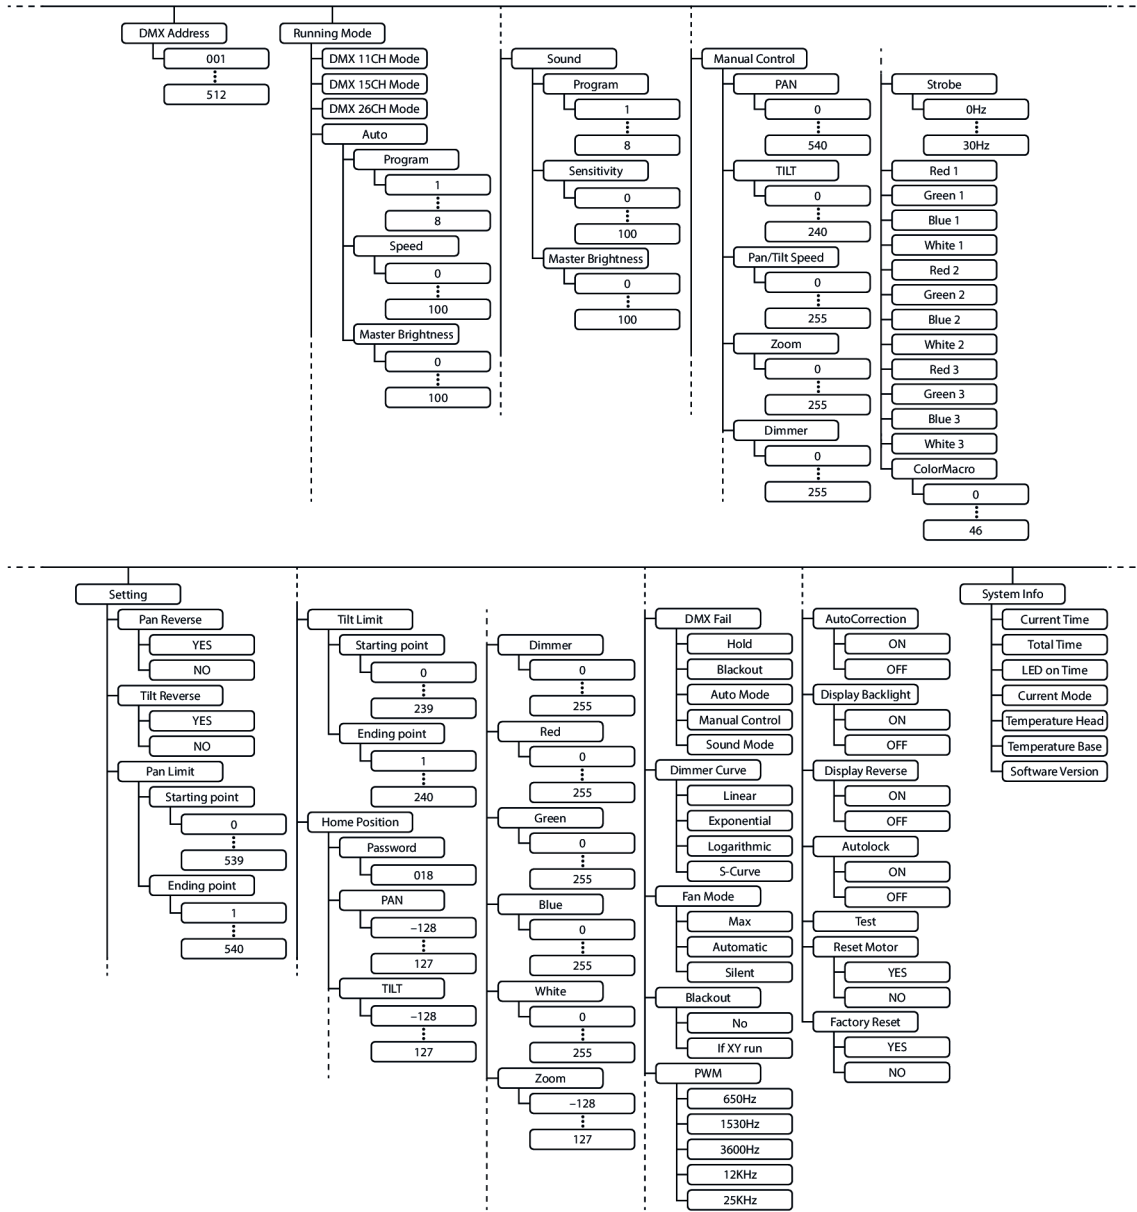 DMX Address
001
512
Running Mode
DMX 11CH Mode
DMX 15CH Mode
DMX 26CH Mode
Auto
Program
1
8
Speed
0
100
Master Brightness
0
100
Sound
Program
1
8
Sensitivity
0
100
Master Brightness
0
100
Manual Control
PAN
0
540
TILT
0
240
Pan/Tilt Speed
0
255
Zoom
0
255
Dimmer
0
255
Strobe
0Hz
30Hz
Red 1
Green 1
Blue 1
White 1
Red 2
Green 2
Blue 2
White 2
Red 3
Green 3
Blue 3
White 3
ColorMacro
0
46
Setting
Pan Reverse
YES
NO
Tilt Reverse
YES
NO
Pan Limit
Starting point
0
539
Ending point
1
540
Tilt Limit
Starting point
0
239
Ending point
1
240
Home Position
Password
018
PAN
–128
127
TILT
–128
127
Dimmer
0
255
Red
0
255
Green
0
255
Blue
0
255
White
0
255
Zoom
–128
127
DMX Fail
Hold
Blackout
Auto Mode
Manual Control
Sound Mode
Dimmer Curve
Linear
Exponential
Logarithmic
S-Curve
Fan Mode
Max
Automatic
Silent
Blackout
No
If XY run
PWM
650Hz
1530Hz
3600Hz
12KHz
25KHz
AutoCorrection
ON
OFF
Display Backlight
ON
OFF
Display Reverse
ON
OFF
Autolock
ON
OFF
Test
Reset Motor
YES
NO
Factory Reset
YES
NO
System Info
Current Time
Total Time
LED on Time
Current Mode
Temperature Head
Temperature Base
Software Version